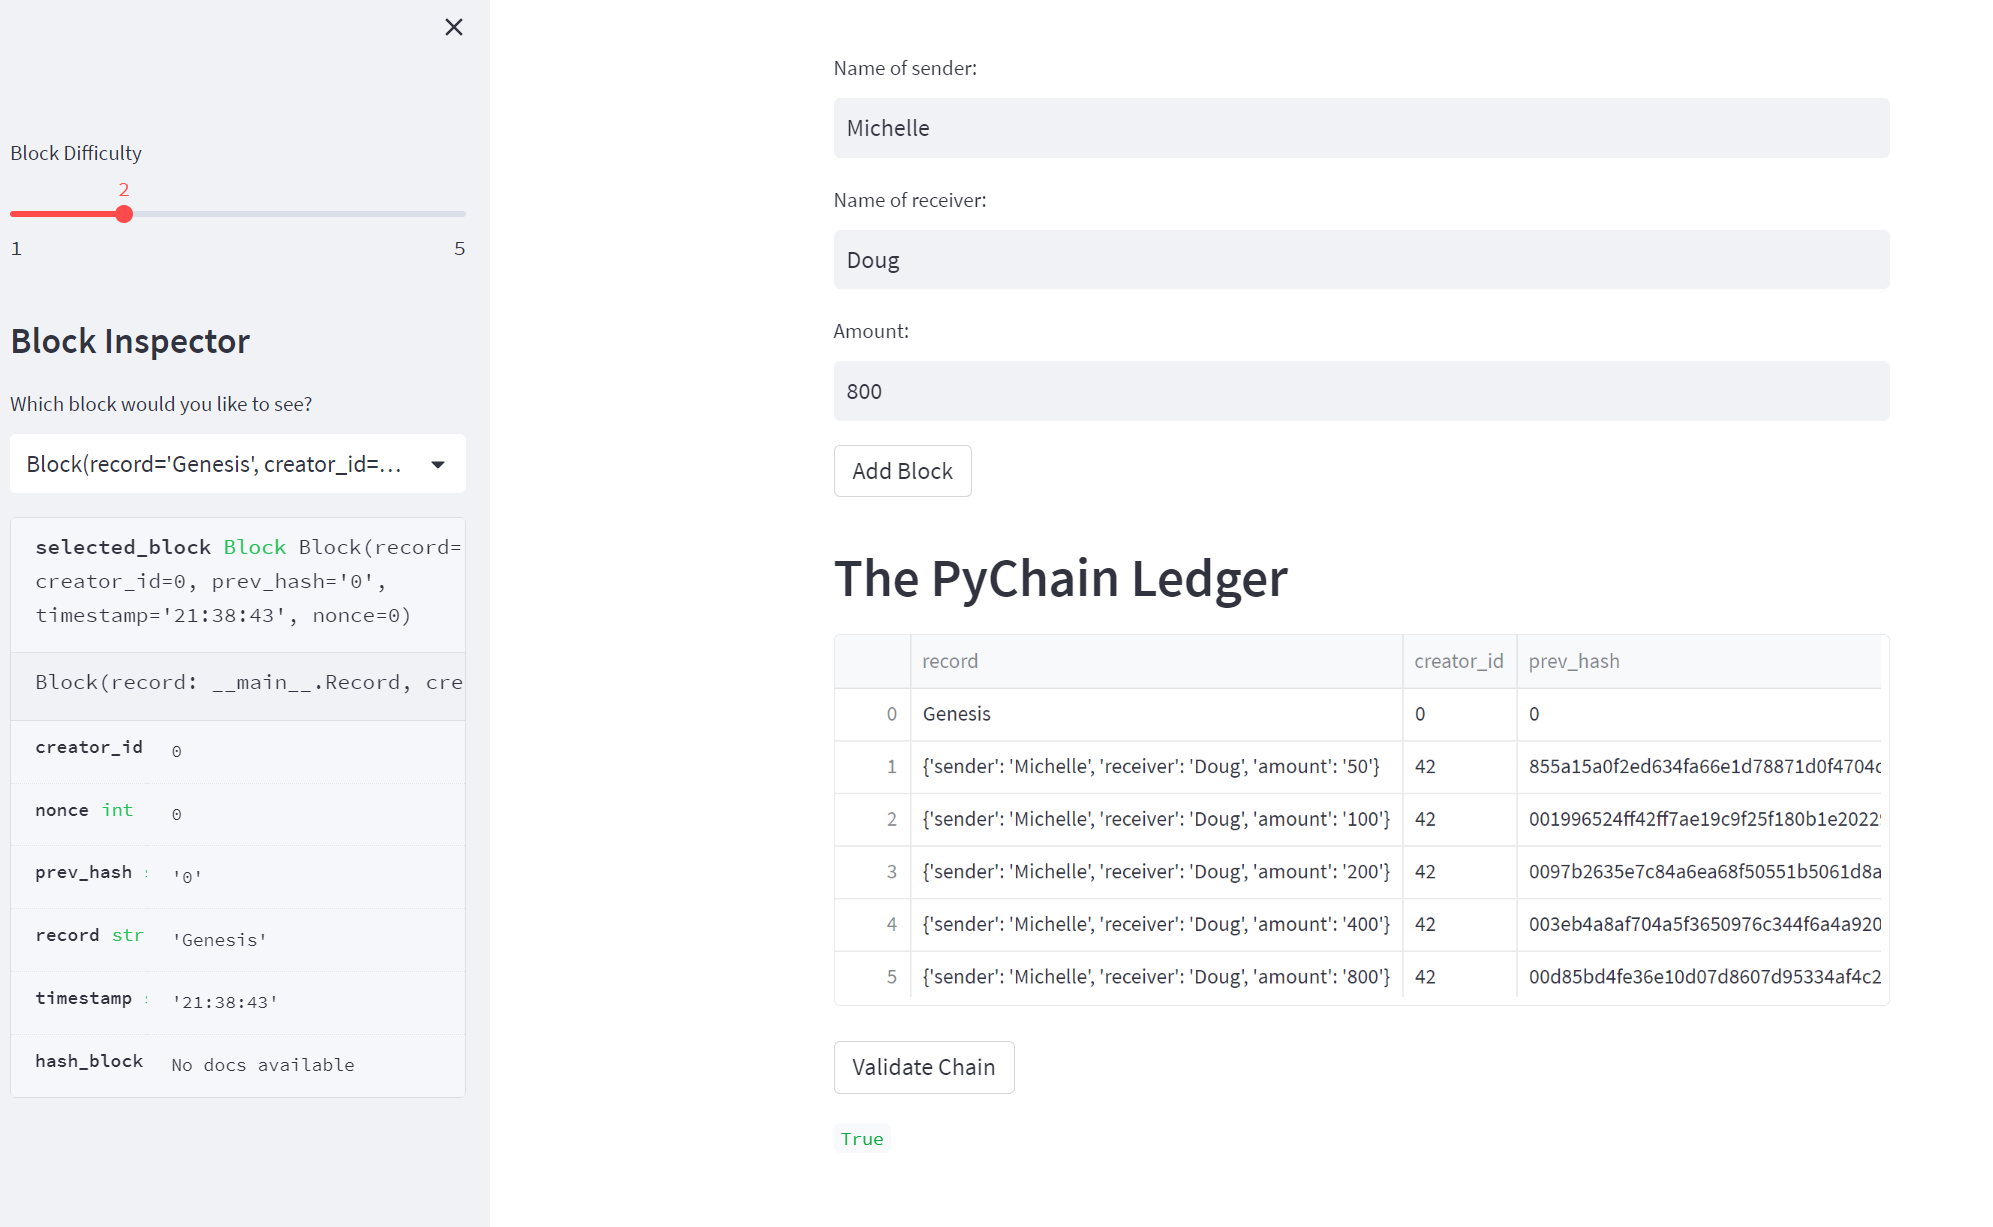 Block Difficulty
2
1 5
Block Inspector
Which block would you like to see?
Block(record='Genesis', creator_id=...
selected_block Block Block(record=
creator_id=0, prev_hash='0',
timestamp='21:38:43', nonce=0)
Block(record: __main__.Record, cre
creator_id 0
nonce int 0
prev_hash '0'
record str 'Genesis'
timestamp '21:38:43'
hash_block No docs available
Name of sender:
Michelle
Name of receiver:
Doug
Amount:
800
Add Block
The PyChain Ledger
record creator_id prev_hash
0 Genesis 0 0
1 {'sender': 'Michelle', 'receiver': 'Doug', 'amount': '50'} 42 855a15a0f2ed634fa66e1d78871d0f4704c
2 {'sender': 'Michelle', 'receiver': 'Doug', 'amount': '100'} 42 001996524ff42ff7ae19c9f25f180b1e2022
3 {'sender': 'Michelle', 'receiver': 'Doug', 'amount': '200'} 42 0097b2635e7c84a6ea68f50551b5061d8a
4 {'sender': 'Michelle', 'receiver': 'Doug', 'amount': '400'} 42 003eb4a8af704a5f3650976c344f6a4a920
5 {'sender': 'Michelle', 'receiver': 'Doug', 'amount': '800'} 42 00d85bd4fe36e10d07d8607d95334af4c2
Validate Chain
True